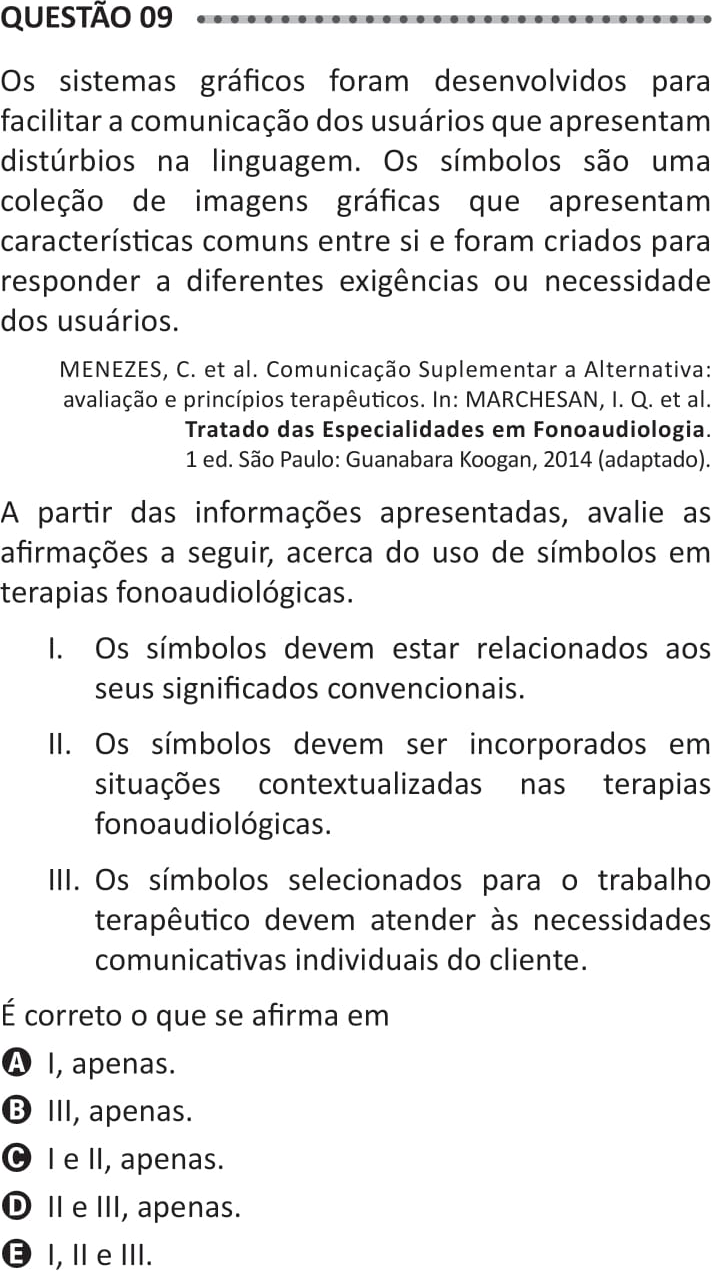 QUESTÃO 09
Os sistemas gráficos foram desenvolvidos para
facilitar a comunicação dos usuários que apresentam
distúrbios na linguagem. Os símbolos são uma
coleção de imagens gráficas que apresentam
características comuns entre si e foram criados para
responder a diferentes exigências ou necessidade
dos usuários.
MENEZES, C. et al. Comunicação Suplementar a Alternativa:
avaliação e princípios terapêuticos. In: MARCHESAN, I. Q. et al.
Tratado das Especialidades em Fonoaudiologia.
1 ed. São Paulo: Guanabara Koogan, 2014 (adaptado).
A partir das informações apresentadas, avalie as
afirmações a seguir, acerca do uso de símbolos em
terapias fonoaudiológicas.
I. Os símbolos devem estar relacionados aos
seus significados convencionais.
II. Os símbolos devem ser incorporados em
situações contextualizadas nas terapias
fonoaudiológicas.
III. Os símbolos selecionados para o trabalho
terapêutico devem atender às necessidades
comunicativas individuais do cliente.
É correto o que se afirma em
A I, apenas.
B III, apenas.
C I e II, apenas.
D II e III, apenas.
E I, II e III.